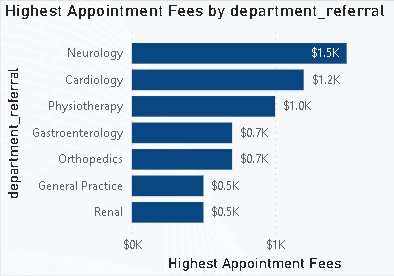 Highest Appointment Fees by department_referral
department_referral
Neurology $1.5K
Cardiology $1.2K
Physiotherapy $1.0K
Gastroenterology $0.7K
Orthopedics $0.7K
General Practice $0.5K
Renal $0.5K
$0K $1K
Highest Appointment Fees